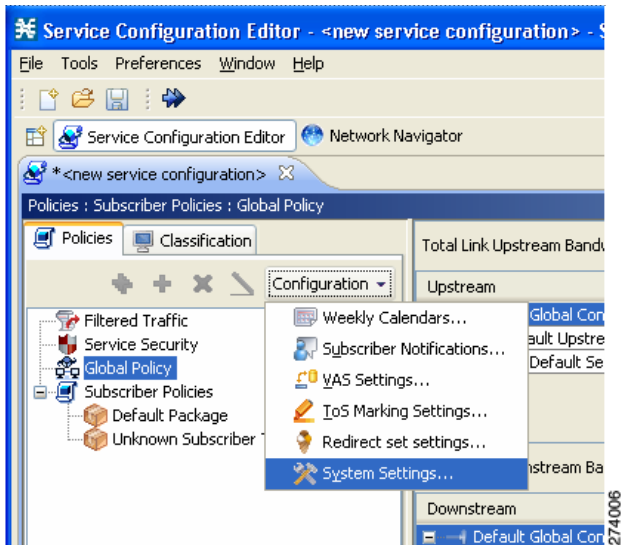 Service Configuration Editor - <new service configuration> - S
File Tools Preferences Window Help
Service Configuration Editor Network Navigator
*<new service configuration>
Policies : Subscriber Policies : Global Policy
Policies Classification
Total Link Upstream Bandw
Configuration
Upstream
Filtered Traffic
Service Security
Global Policy
Subscriber Policies
Default Package
Unknown Subscriber T
Weekly Calendars...
Subscriber Notifications...
VAS Settings...
ToS Marking Settings...
Redirect set settings...
System Settings...
Global Con
ault Upstre
Default Se
nstream Ba
Downstream
Default Global Con
274006